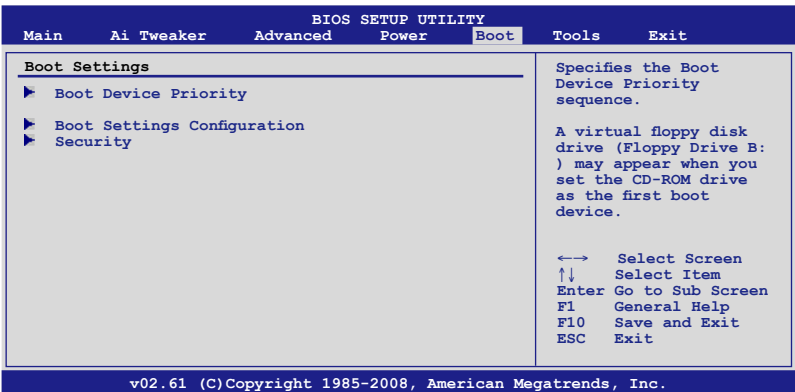 BIOS SETUP UTILITY
Main Ai Tweaker Advanced Power Boot Tools Exit
Boot Settings
Boot Device Priority
Boot Settings Configuration
Security
Specifies the Boot
Device Priority
sequence.
A virtual floppy disk
drive (Floppy Drive B:
) may appear when you
set the CD-ROM drive
as the first boot
device.
←→ Select Screen
↑↓ Select Item
Enter Go to Sub Screen
F1 General Help
F10 Save and Exit
ESC Exit
v02.61 (C)Copyright 1985-2008, American Megatrends, Inc.